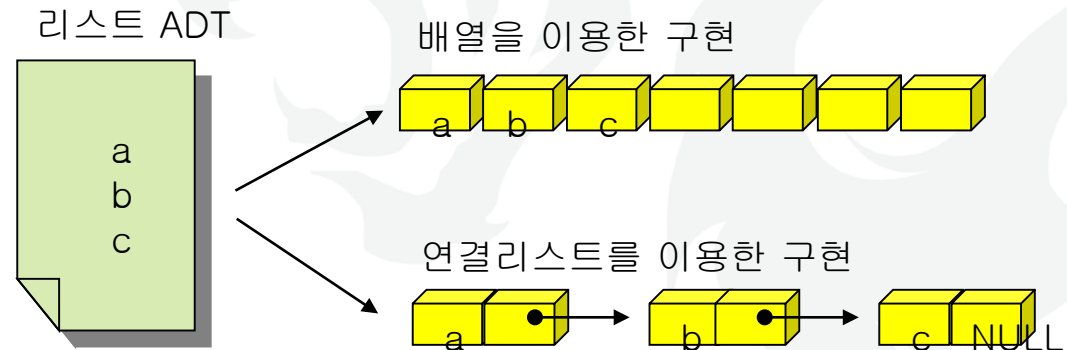 리스트 ADT
a
b
c
배열을 이용한 구현
a b c
연결리스트를 이용한 구현
a b c NULL